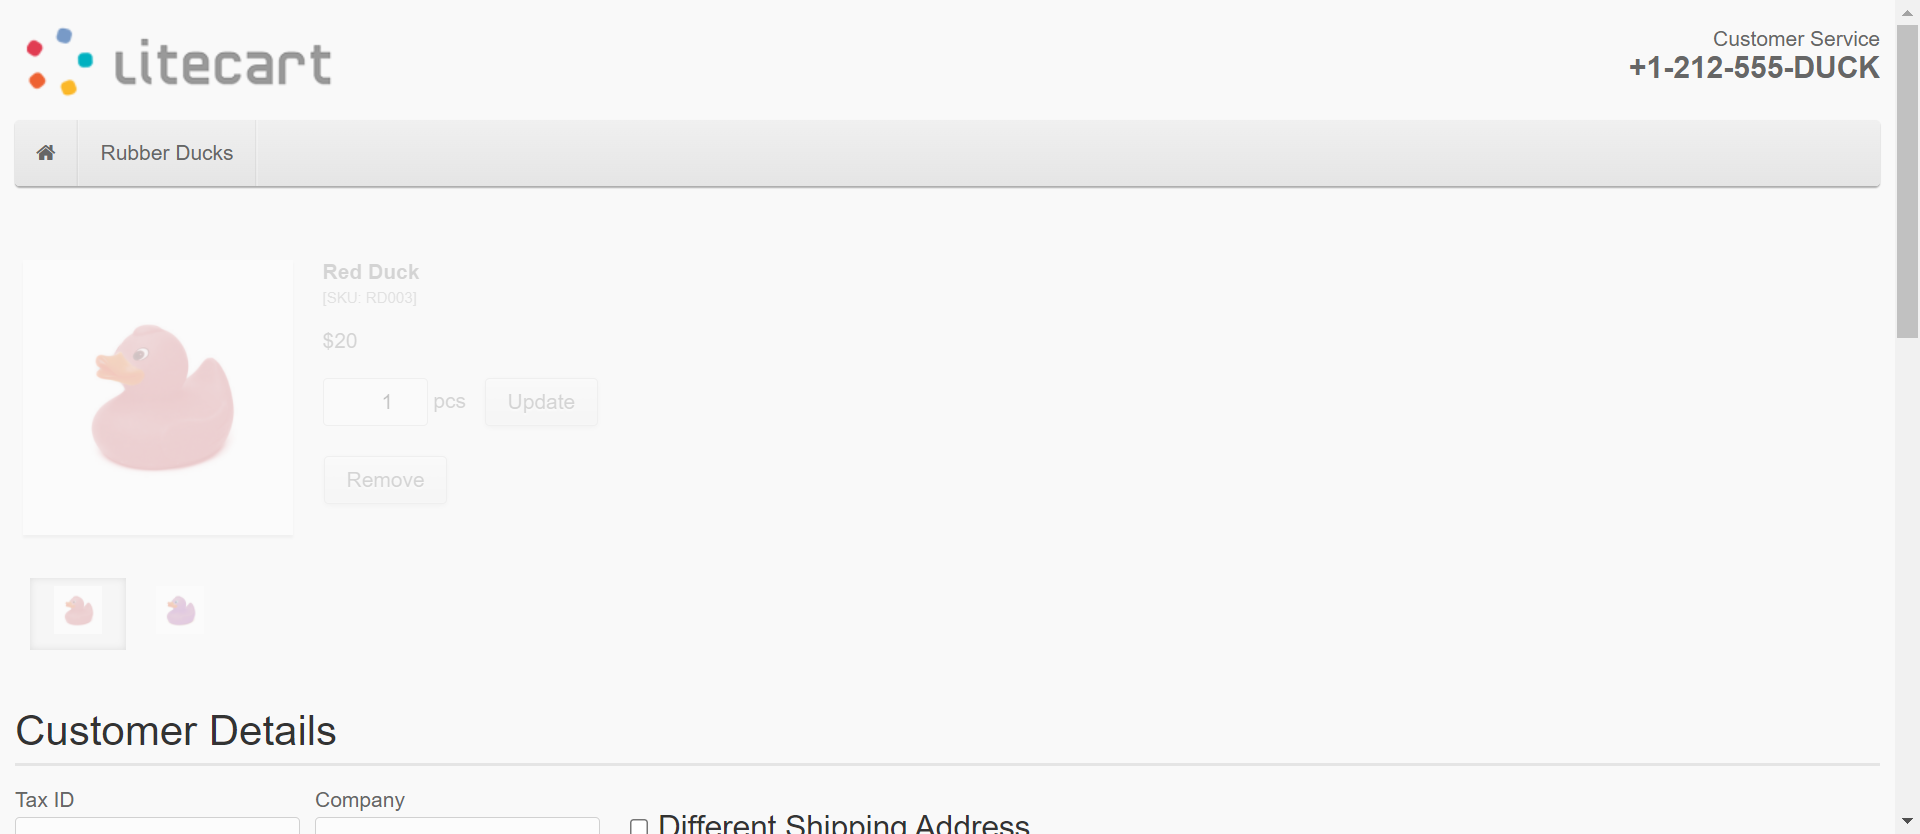 Litecart
Customer Service
+1-212-555-DUCK
Rubber Ducks
Red Duck
[SKU: RD003]
$20
1 pcs Update
Remove
Customer Details
Tax ID Company
Different Shipping Address